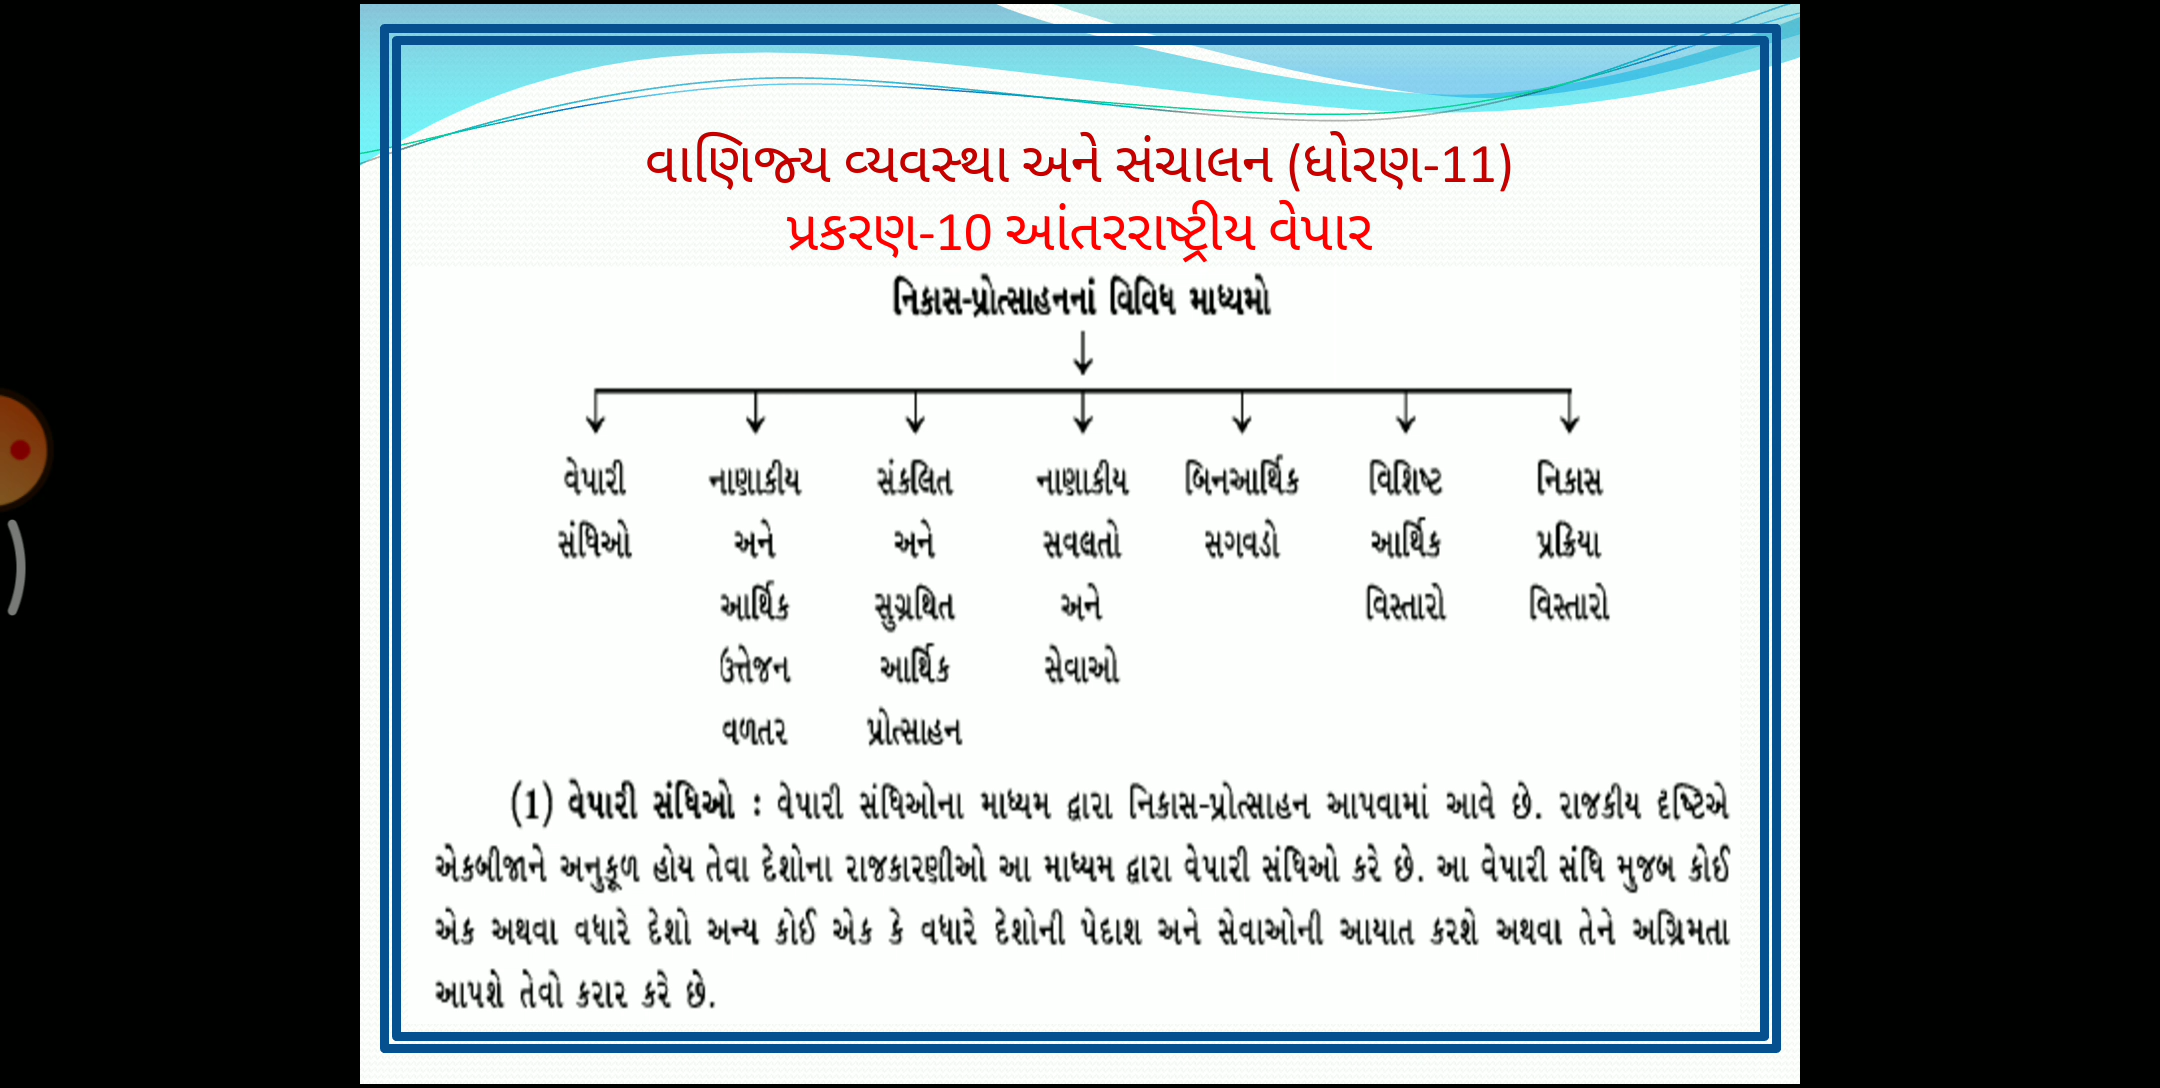 વાણિજ્ય વ્યવસ્થા અને સંચાલન (ધોરણ-11)
પ્રકરણ-10 આંતરરાષ્ટ્રીય વેપાર
નિકાસ-પ્રોત્સાહનનાં વિવિધ માધ્યમો
વેપારી નાણાકીય સંકલિત નાણાકીય બિનઆર્થિક વિશિષ્ટ નિકાસ
સંધિઓ અને અને સવલતો સગવડો આર્થિક પ્રક્રિયા
આર્થિક સુગ્રથિત અને વિસ્તારો વિસ્તારો
ઉત્તેજન આર્થિક સેવાઓ
વળતર પ્રોત્સાહન
(1) વેપારી સંધિઓ : વેપારી સંધિઓના માધ્યમ દ્વારા નિકાસ-પ્રોત્સાહન આપવામાં આવે છે. રાજકીય દૃષ્ટિએ
એકબીજાને અનુકૂળ હોય તેવા દેશોના રાજકારણીઓ આ માધ્યમ દ્વારા વેપારી સંધિઓ કરે છે. આ વેપારી સંધિ મુજબ કોઈ
એક અથવા વધારે દેશો અન્ય કોઈ એક કે વધારે દેશોની પેદાશ અને સેવાઓની આયાત કરશે અથવા તેને અગ્રિમતા
આપશે તેવો કરાર કરે છે.